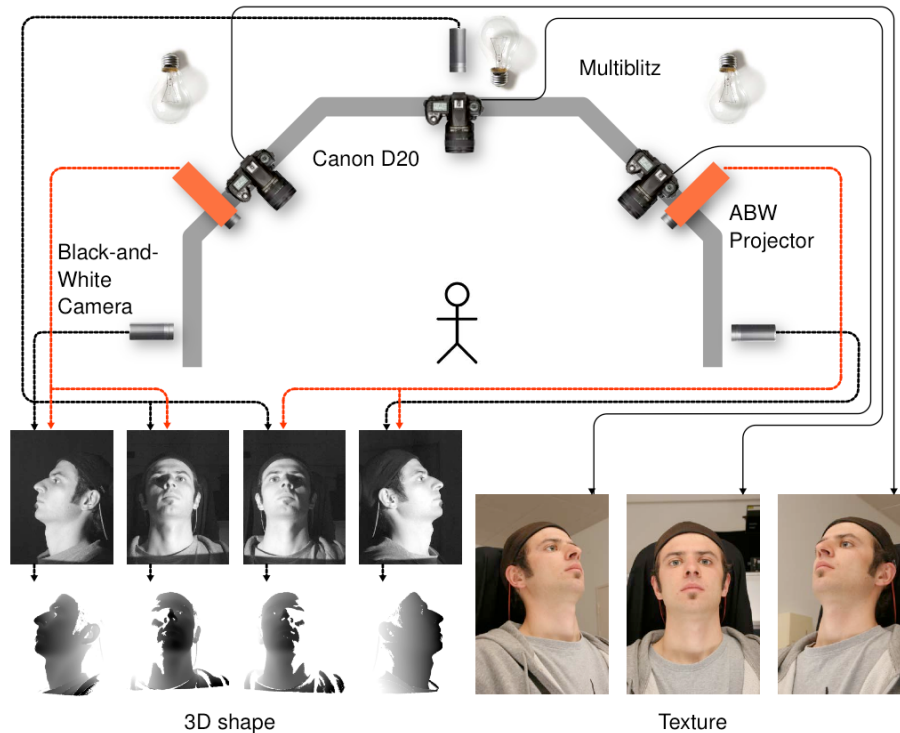 Multiblitz
Canon D20
ABW
Projector
Black-and-
White
Camera
3D shape
Texture